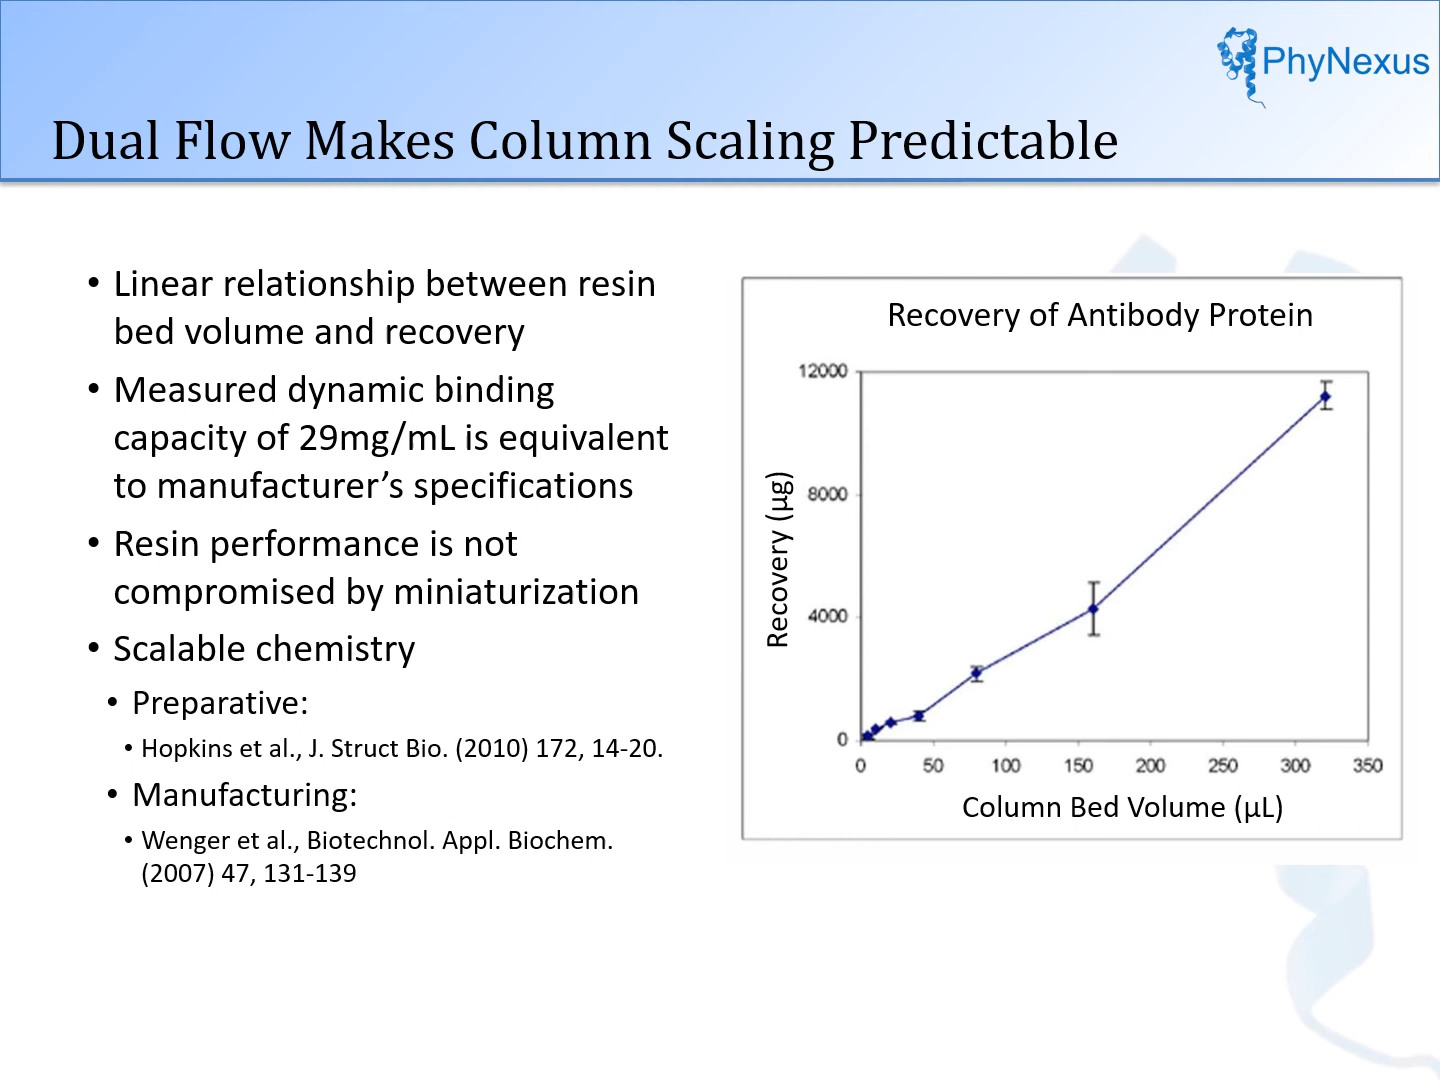 PhyNexus
Dual Flow Makes Column Scaling Predictable
• Linear relationship between resin
bed volume and recovery
• Measured dynamic binding
capacity of 29mg/mL is equivalent
to manufacturer’s specifications
• Resin performance is not
compromised by miniaturization
• Scalable chemistry
• Preparative:
• Hopkins et al., J. Struct Bio. (2010) 172, 14-20.
• Manufacturing:
• Wenger et al., Biotechnol. Appl. Biochem.
(2007) 47, 131-139
Recovery of Antibody Protein
Recovery (µg)
12000
8000
4000
0
0 50 100 150 200 250 300 350
Column Bed Volume (µL)